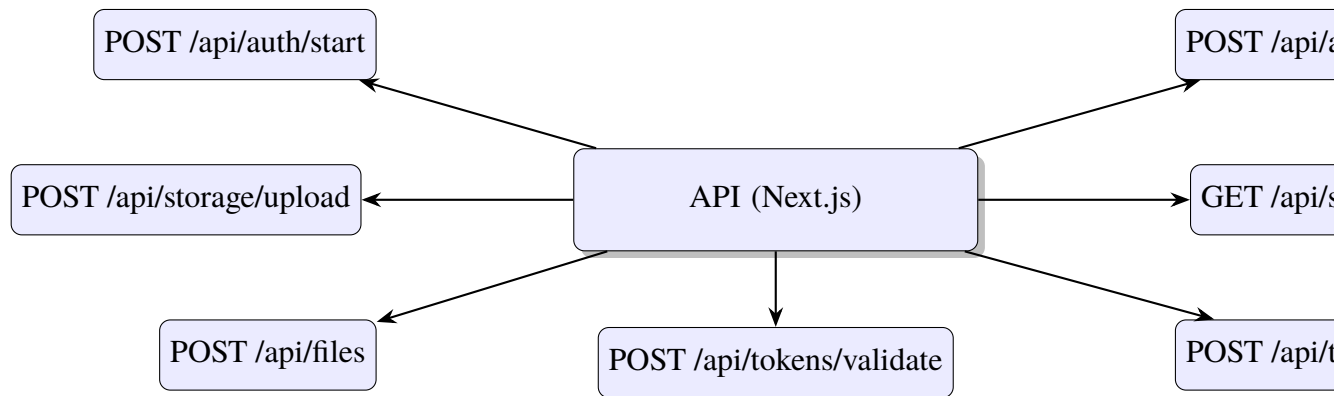 POST /api/auth/start
POST /api/a
API (Next.js)
POST /api/storage/upload
GET /api/s
POST /api/files
POST /api/tokens/validate
POST /api/t